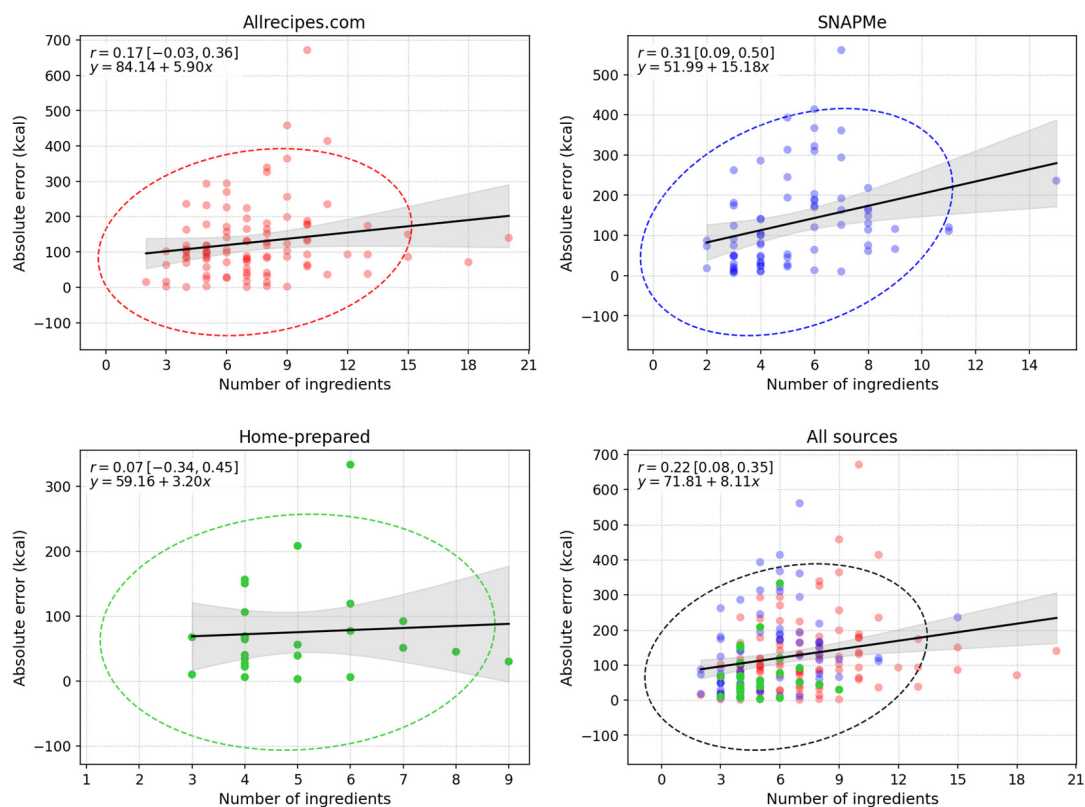 Allrecipes.com
r = 0.17 [−0.03, 0.36]
y = 84.14 + 5.90x
700
600
500
400
300
200
100
0
−100
Absolute error (kcal)
0 3 6 9 12 15 18 21
Number of ingredients
SNAPMe
r = 0.31 [0.09, 0.50]
y = 51.99 + 15.18x
500
400
300
200
100
0
−100
Absolute error (kcal)
0 2 4 6 8 10 12 14
Number of ingredients
Home-prepared
r = 0.07 [−0.34, 0.45]
y = 59.16 + 3.20x
300
200
100
0
−100
Absolute error (kcal)
1 2 3 4 5 6 7 8 9
Number of ingredients
All sources
r = 0.22 [0.08, 0.35]
y = 71.81 + 8.11x
700
600
500
400
300
200
100
0
−100
Absolute error (kcal)
0 3 6 9 12 15 18 21
Number of ingredients